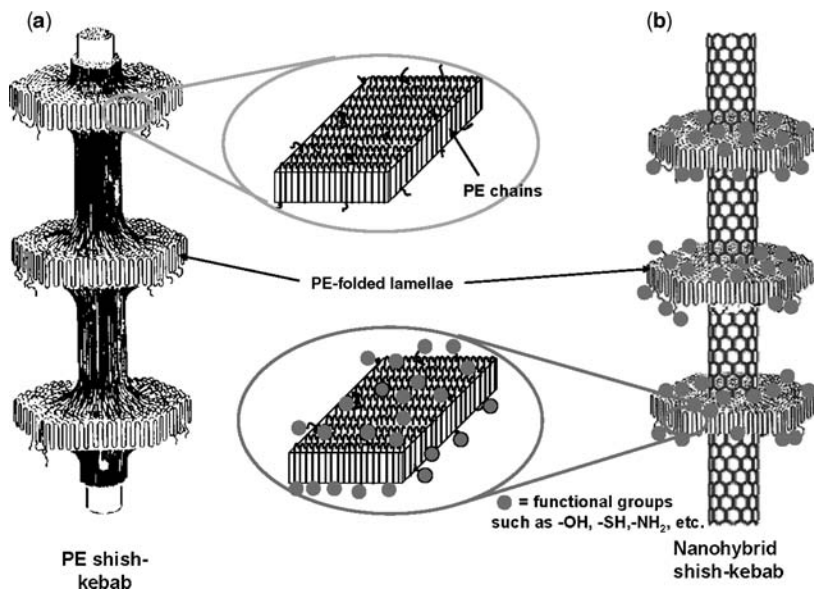 (a)
(b)
PE chains
PE-folded lamellae
= functional groups
such as -OH, -SH,-NH2, etc.
PE shish-
kebab
Nanohybrid
shish-kebab